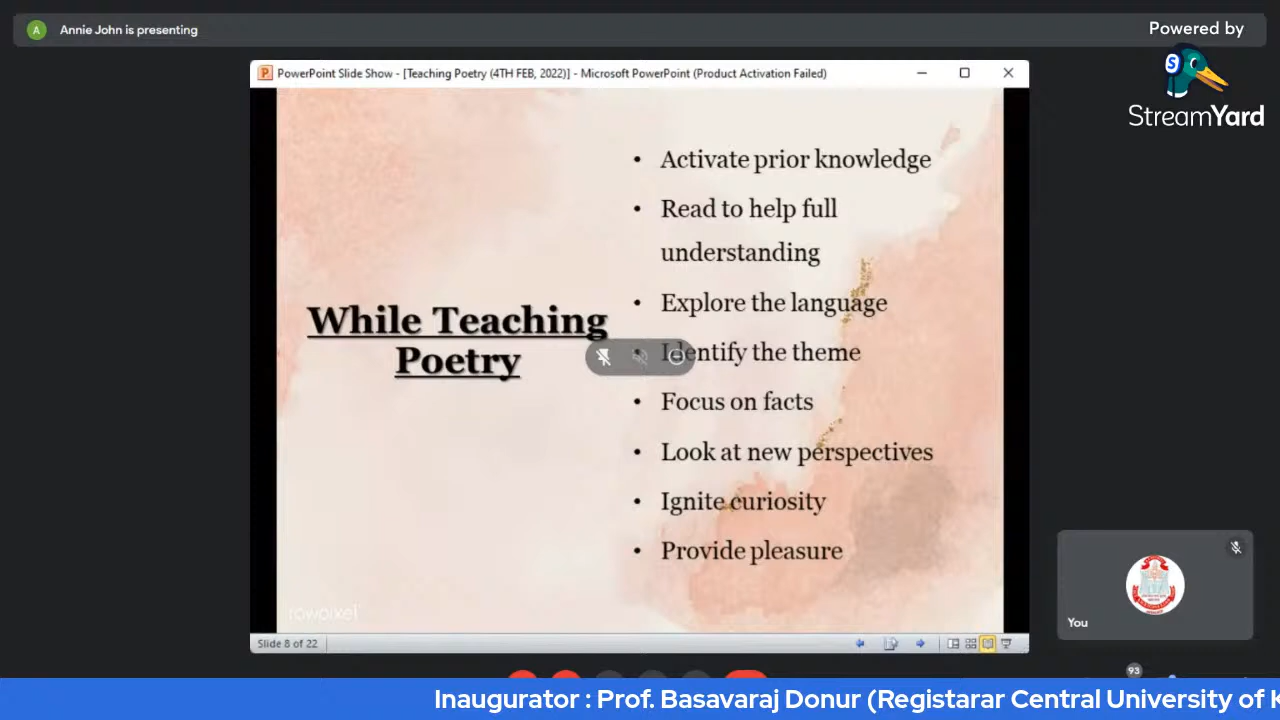 A
Annie John is presenting
Powered by
S
StreamYard
PowerPoint Slide Show - [Teaching Poetry (4TH FEB, 2022)] - Microsoft PowerPoint (Product Activation Failed)
While Teaching
Poetry
• Activate prior knowledge
• Read to help full
understanding
• Explore the language
• Identify the theme
• Focus on facts
• Look at new perspectives
• Ignite curiosity
• Provide pleasure
rawpixel
Slide 8 of 22
You
93
Inaugurator : Prof. Basavaraj Donur (Registarar Central University of K